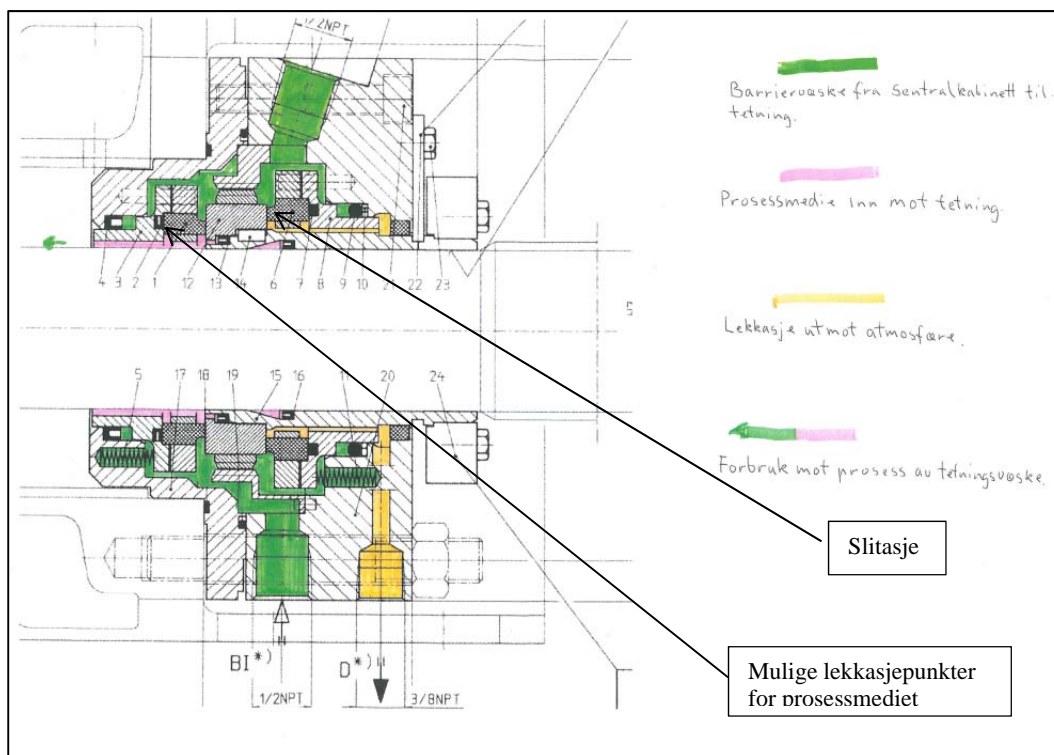 1/2NPT
Barrierevæske fra Sentralkabinett til
tetning.
Prosessmedie inn mot tetning.
4 3 2 1 12 13 14 6 7 8 9 10 21 22 23
Lekkasje ut mot atmosfære.
5 17 18 19 15 16 11 20 24
Forbruk mot prosess av tetningsvæske.
Slitasje
BI*)
D*)
1/2NPT
3/8NPT
Mulige lekkasjepunkter
for prosessmediet